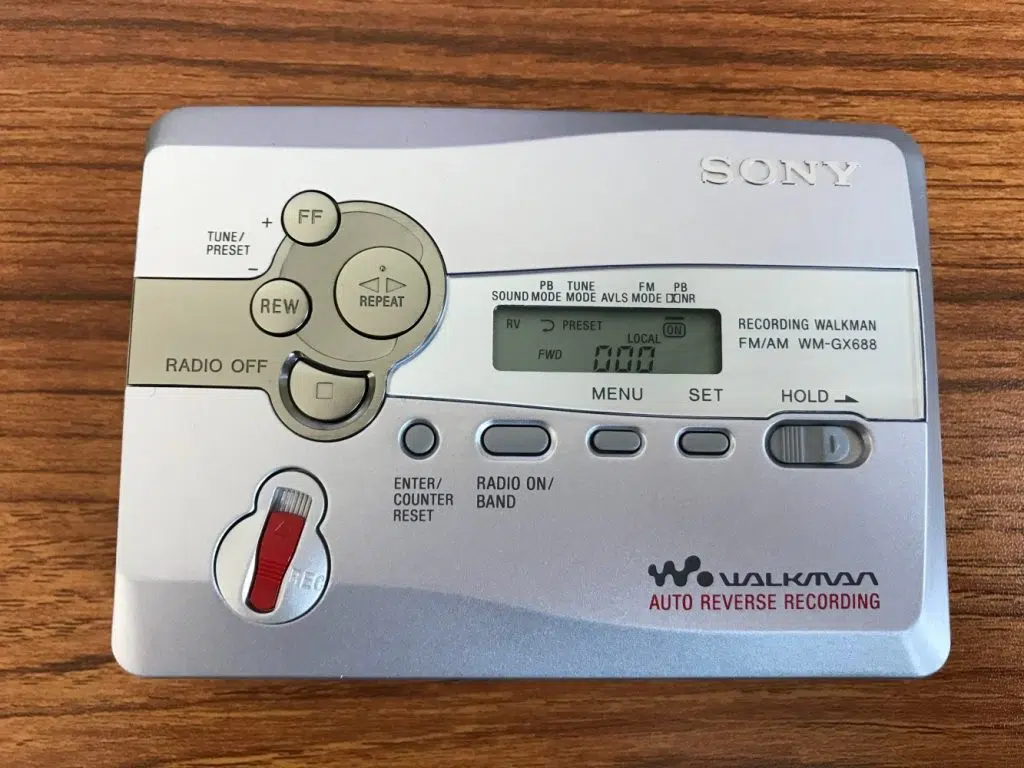 SONY
+ FF
TUNE/
PRESET
−
REW
REPEAT
RADIO OFF
PB TUNE FM PB
SOUND MODE MODE AVLS MODE NR
RV PRESET ON
LOCAL
FWD 000
RECORDING WALKMAN
FM/AM WM-GX688
MENU SET HOLD
ENTER/
COUNTER
RESET
RADIO ON/
BAND
REC
WALKMAN
AUTO REVERSE RECORDING